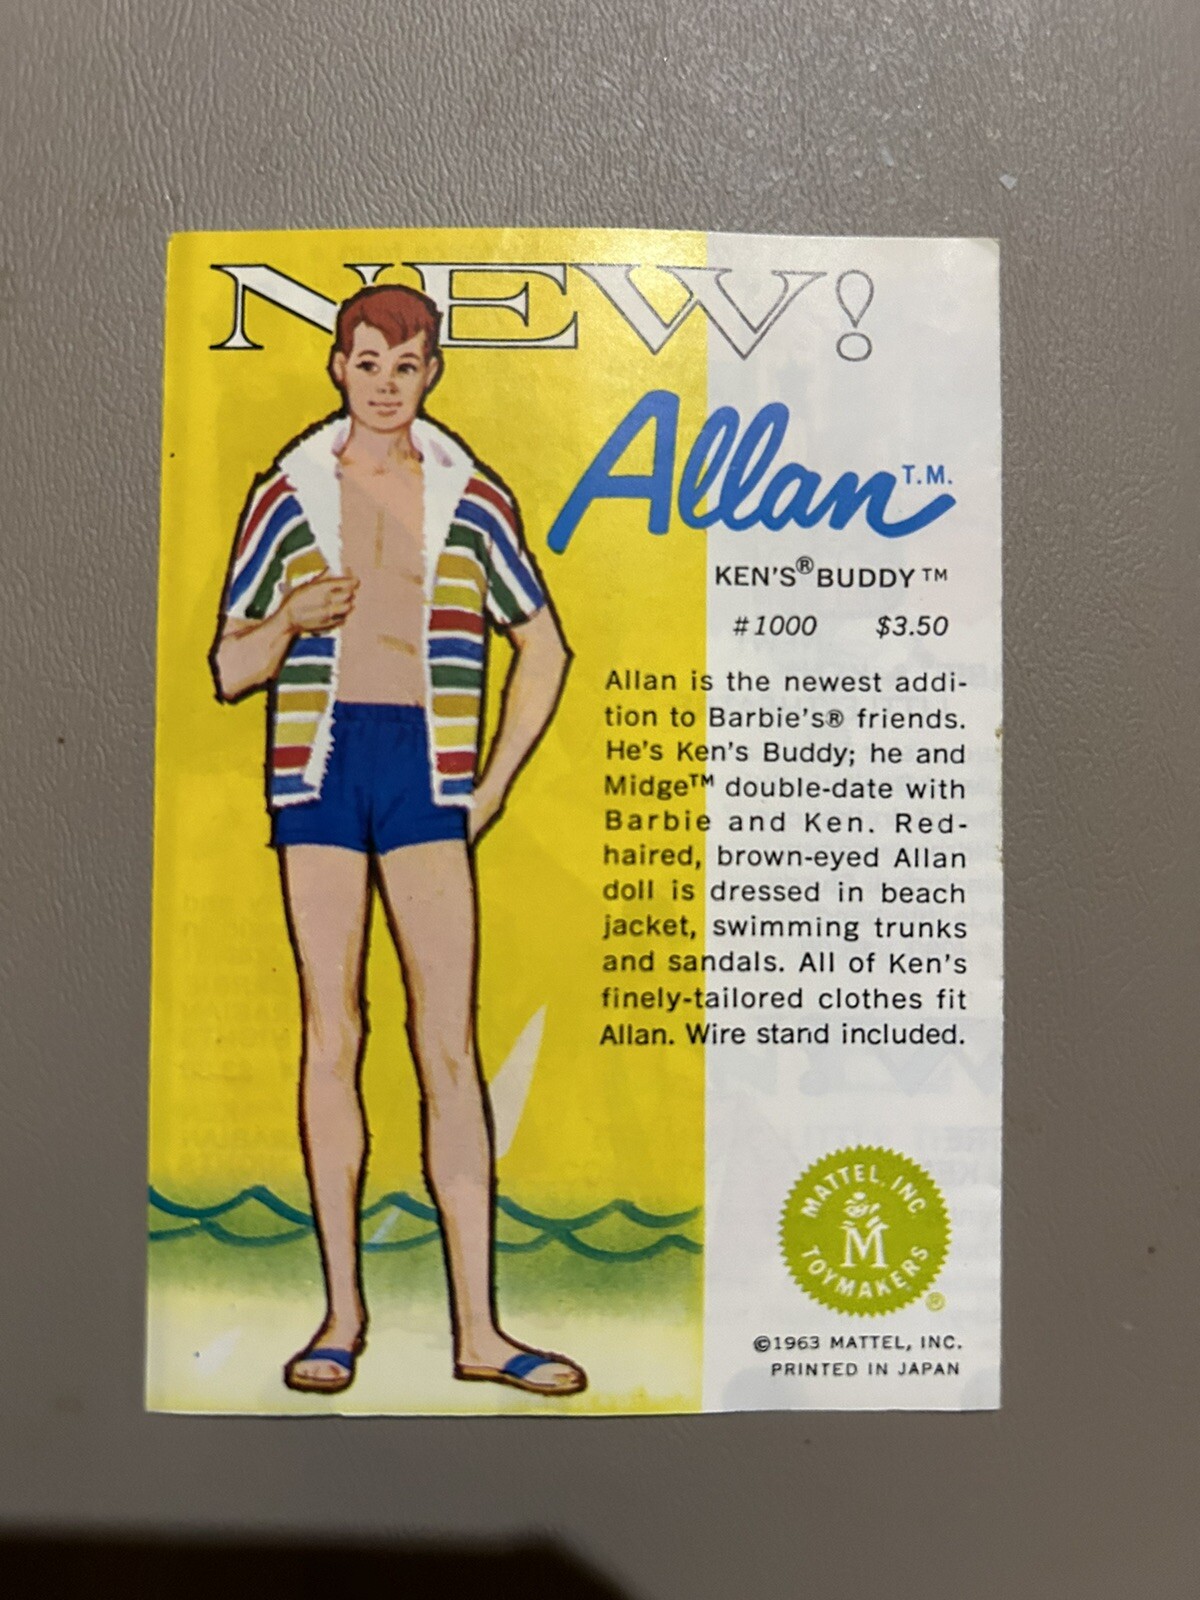 NEW!
Allan T.M.
KEN'S® BUDDY™
#1000 $3.50
Allan is the newest addi-
tion to Barbie's® friends.
He's Ken's Buddy; he and
Midge™ double-date with
Barbie and Ken. Red-
haired, brown-eyed Allan
doll is dressed in beach
jacket, swimming trunks
and sandals. All of Ken's
finely-tailored clothes fit
Allan. Wire stand included.
MATTEL, INC.
M
TOYMAKERS
®
©1963 MATTEL, INC.
PRINTED IN JAPAN